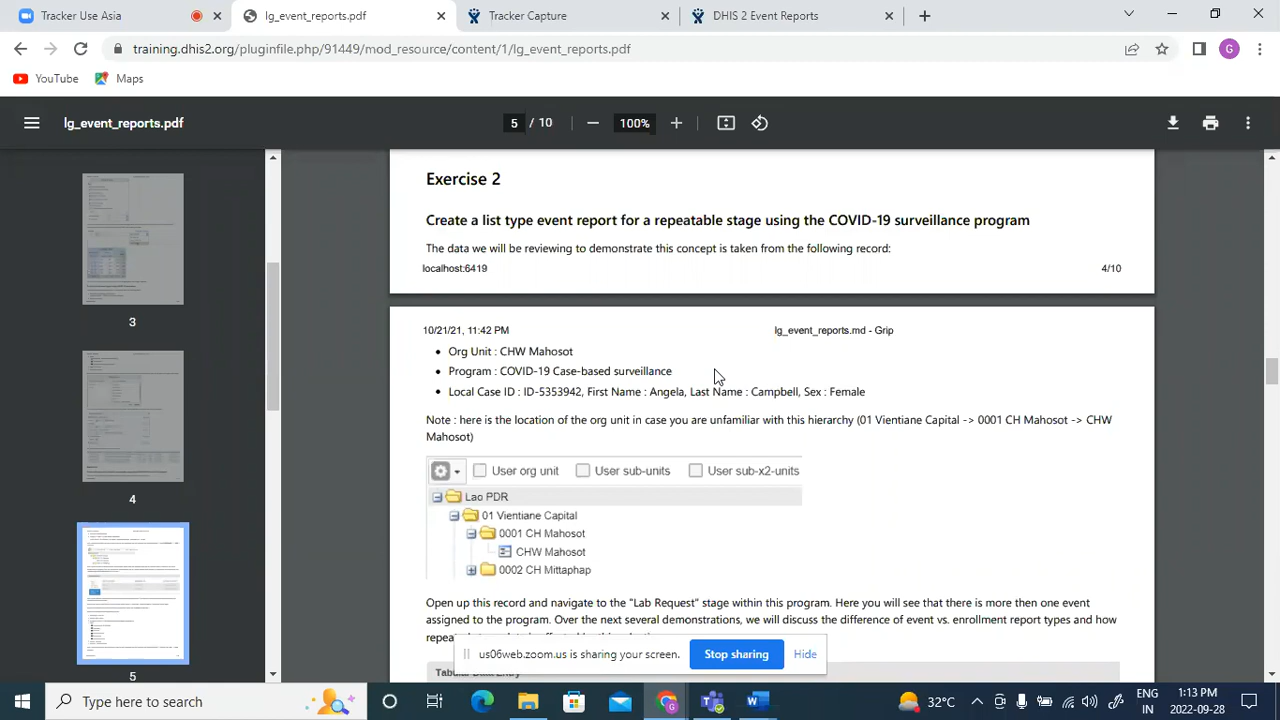 Tracker Use Asia
lg_event_reports.pdf
Tracker Capture
DHIS 2 Event Reports
training.dhis2.org/pluginfile.php/91449/mod_resource/content/1/lg_event_reports.pdf
G
YouTube
Maps
lg_event_reports.pdf
5 / 10
100%
3
4
5
Exercise 2
Create a list type event report for a repeatable stage using the COVID-19 surveillance program
The data we will be reviewing to demonstrate this concept is taken from the following record:
localhost:6419
4/10
10/21/21, 11:42 PM
lg_event_reports.md - Grip
• Org Unit : CHW Mahosot
• Program : COVID-19 Case-based surveillance
• Local Case ID : ID-5353942, First Name : Angela, Last Name : Campbell, Sex : Female
Note : here is the location of the org unit in case you are unfamiliar with this hierarchy (01 Vientiane Capital -> 0001 CH Mahosot -> CHW
Mahosot)
User org unit
User sub-units
User sub-x2-units
Lao PDR
01 Vientiane Capital
0001 CH Mahosot
CHW Mahosot
0002 CH Mittaphap
Open up this record and navigate to the "Lab Request" stage within this program. Here you will see that there is more then one event
assigned to the program. Over the next several demonstrations, we will discuss the difference of event vs. enrollment report types and how
us06web-zoom.us is sharing your screen.
Stop sharing
Hide
Tabular Data Entry
Type here to search
32°C
ENG
IN
1:13 PM
2022-09-28